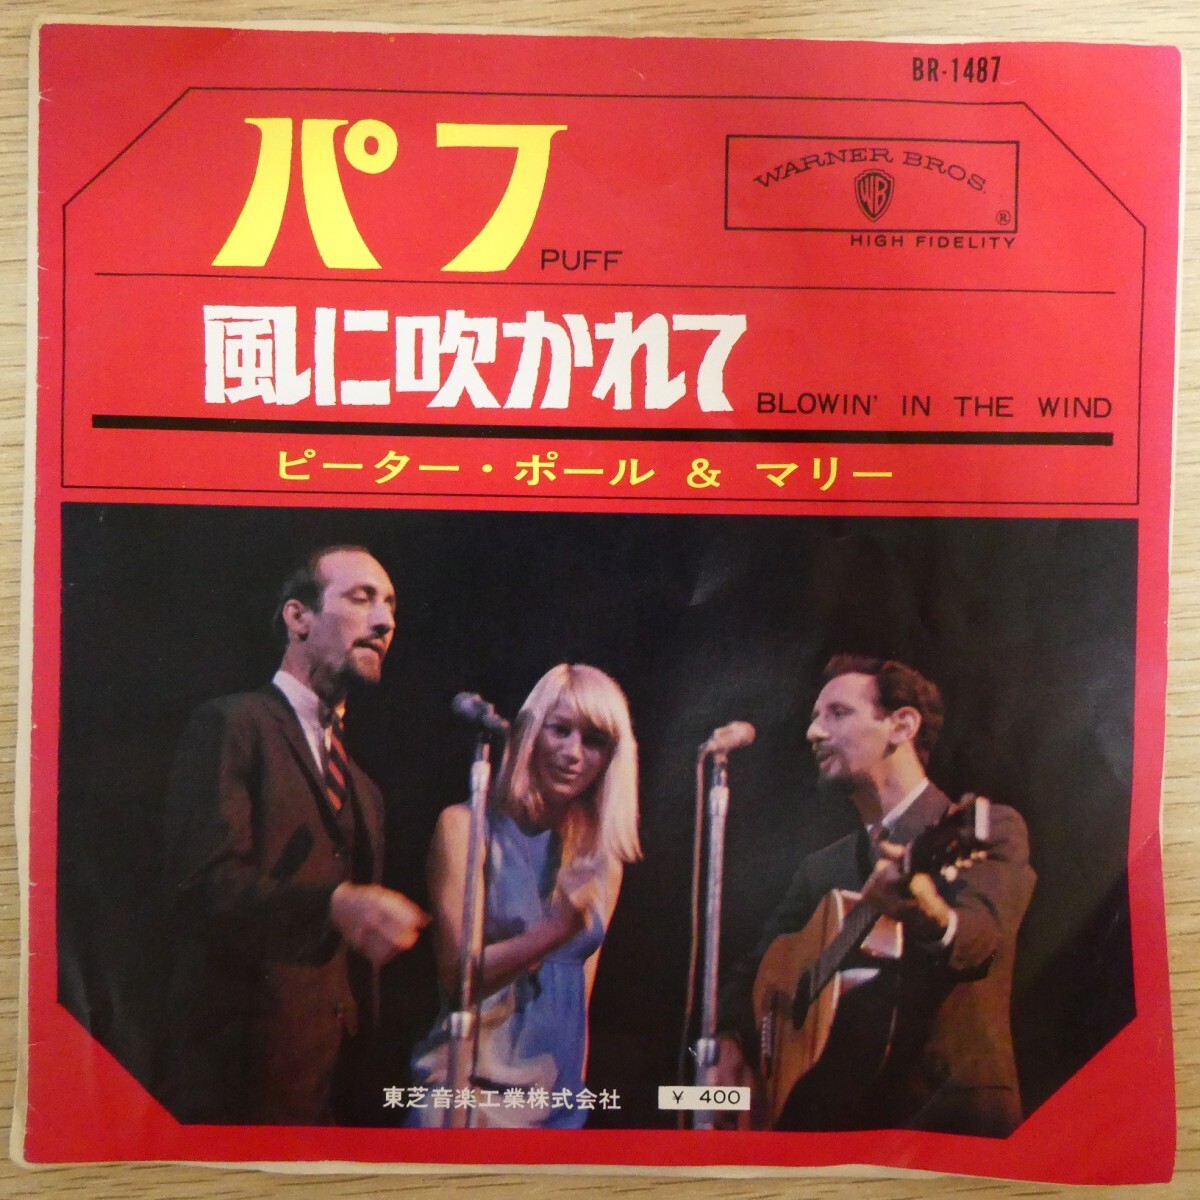 BR-1487
パフ
PUFF
WARNER BROS.
WB
®
HIGH FIDELITY
風に吹かれて
BLOWIN' IN THE WIND
ピーター・ポール & マリー
東芝音楽工業株式会社
¥ 400